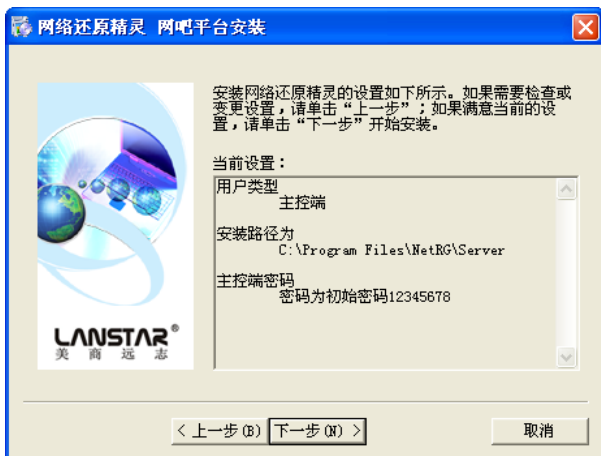 网络还原精灵 网吧平台安装
安装网络还原精灵的设置如下所示。如果需要检查或
变更设置，请单击“上一步”；如果满意当前的设
置，请单击“下一步”开始安装。
当前设置：
用户类型
主控端
安装路径为
C:\Program Files\NetRG\Server
主控端密码
密码为初始密码12345678
LANSTAR®
美商远志
< 上一步(B)
下一步(N) >
取消